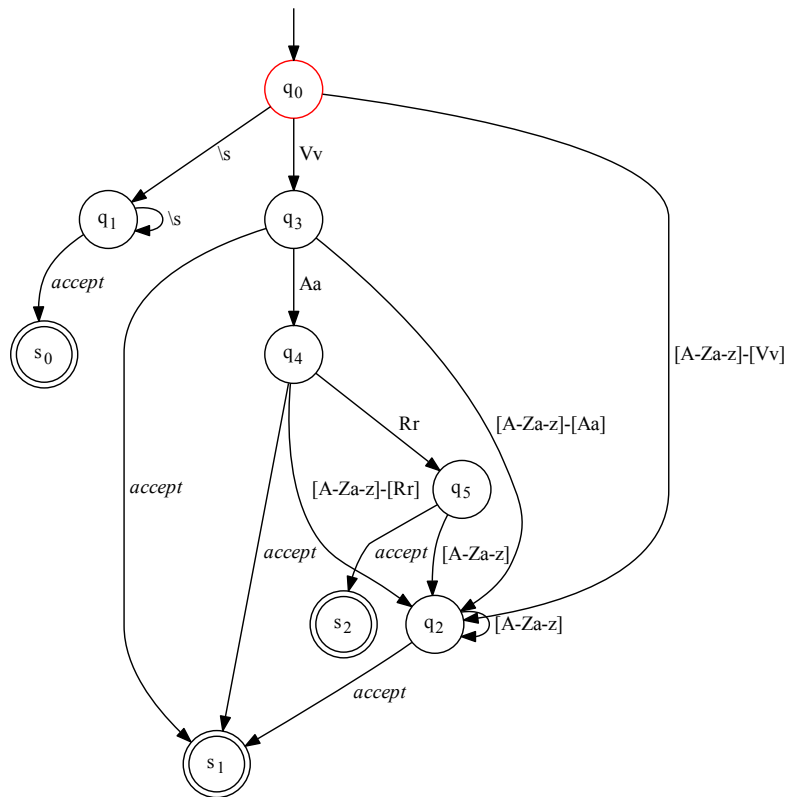 q0
\s
Vv
q1
\s
q3
accept
Aa
s0
q4
[A-Za-z]-[Vv]
Rr
[A-Za-z]-[Aa]
accept
[A-Za-z]-[Rr]
q5
accept
accept
[A-Za-z]
s2
q2
[A-Za-z]
accept
s1